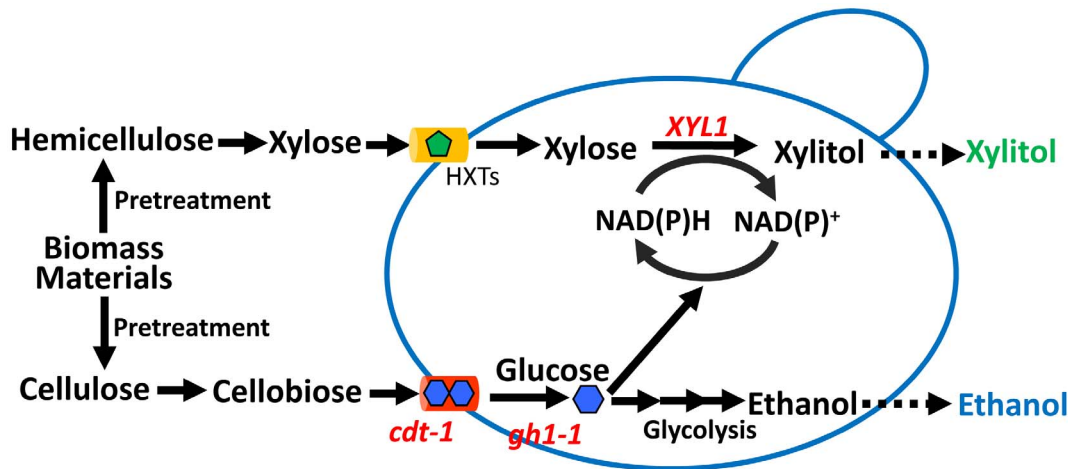 XYL1
Hemicellulose
Xylose
Xylose
Xylitol
Xylitol
HXTs
Pretreatment
NAD(P)H
NAD(P)⁺
Biomass
Materials
Pretreatment
Glucose
Cellulose
Cellobiose
Ethanol
Ethanol
cdt-1
gh1-1
Glycolysis